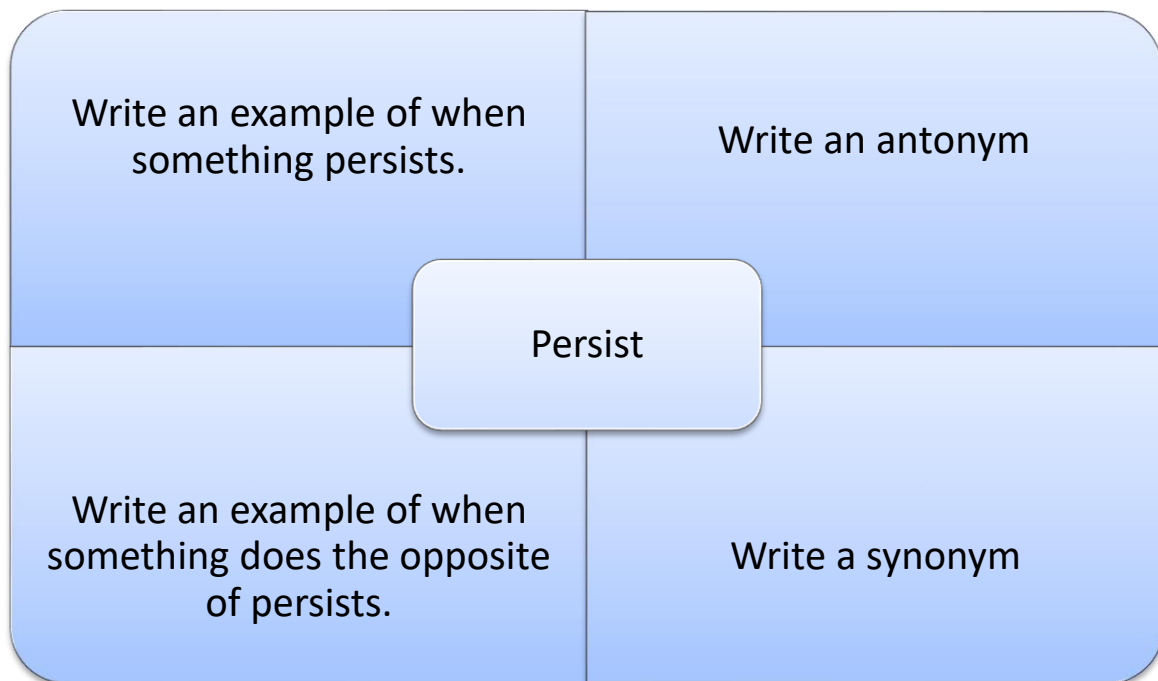 Write an example of when
something persists.
Write an antonym
Persist
Write an example of when
something does the opposite
of persists.
Write a synonym